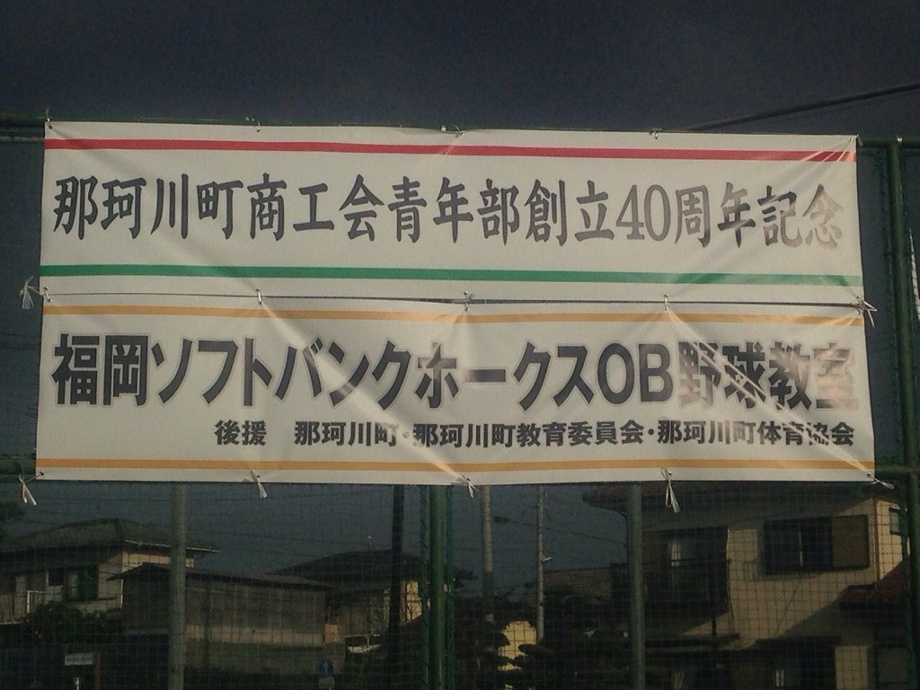 那珂川町商工会青年部創立40周年記念
福岡ソフトバンクホークスOB野球教室
後援　那珂川町・那珂川町教育委員会・那珂川町体育協会